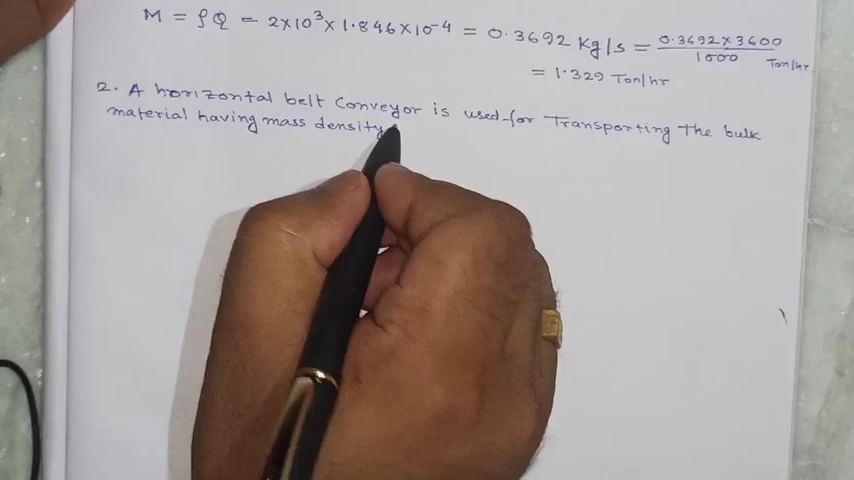 M = ρQ = 2×10³×1.846×10⁻⁴ = 0.3692 Kg/s = 0.3692×3600/1000 Ton/hr.
= 1.329 Ton/hr
2. A horizontal belt Conveyor is used for Transporting The bulk
material having mass density